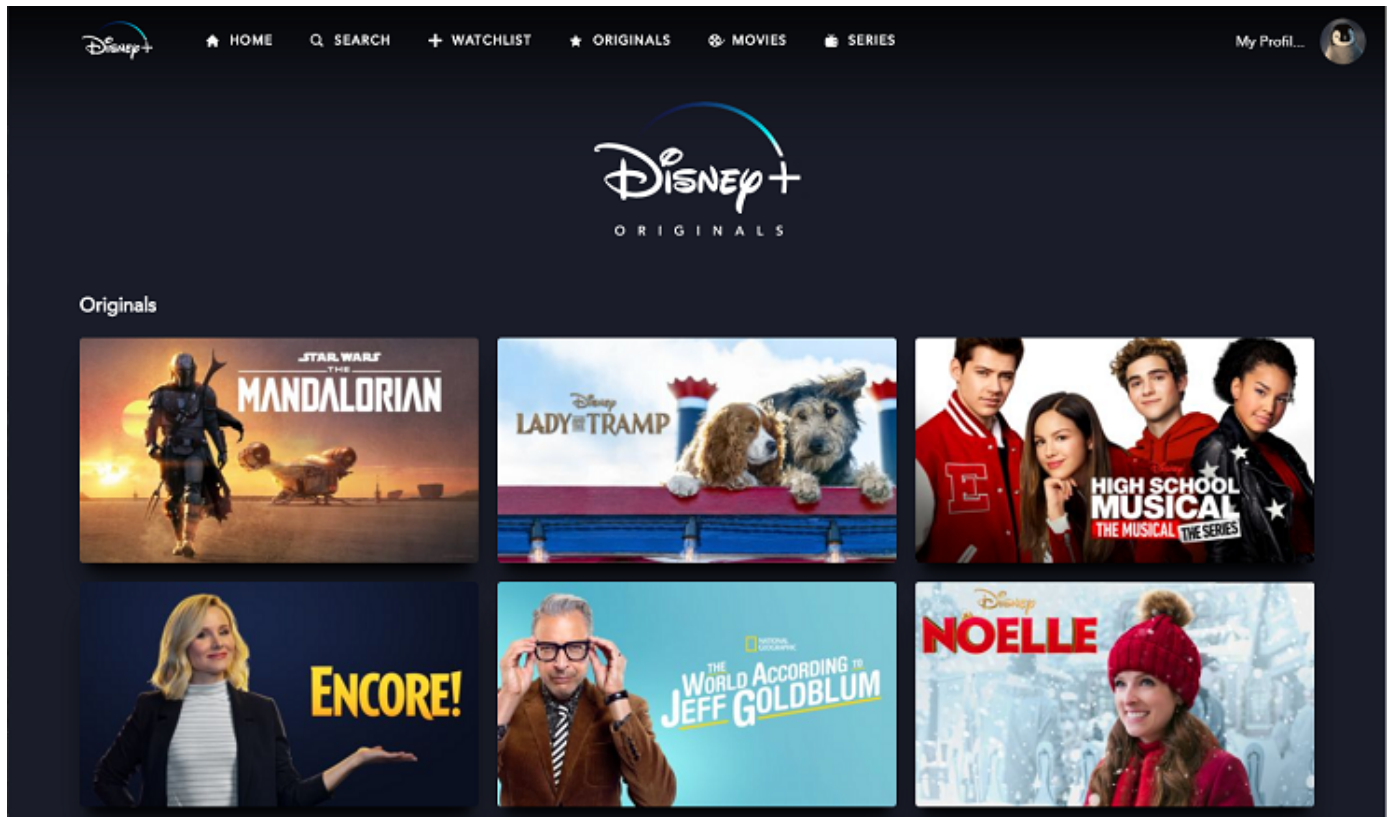 Disney+
HOME
SEARCH
WATCHLIST
ORIGINALS
MOVIES
SERIES
My Profil...
Disney+
ORIGINALS
Originals
STAR WARS
THE
MANDALORIAN
Disney
LADY AND THE TRAMP
E
Disney
HIGH SCHOOL
MUSICAL
THE MUSICAL THE SERIES
ENCORE!
NATIONAL
GEOGRAPHIC
THE
WORLD ACCORDING TO
JEFF GOLDBLUM
Disney
NOELLE